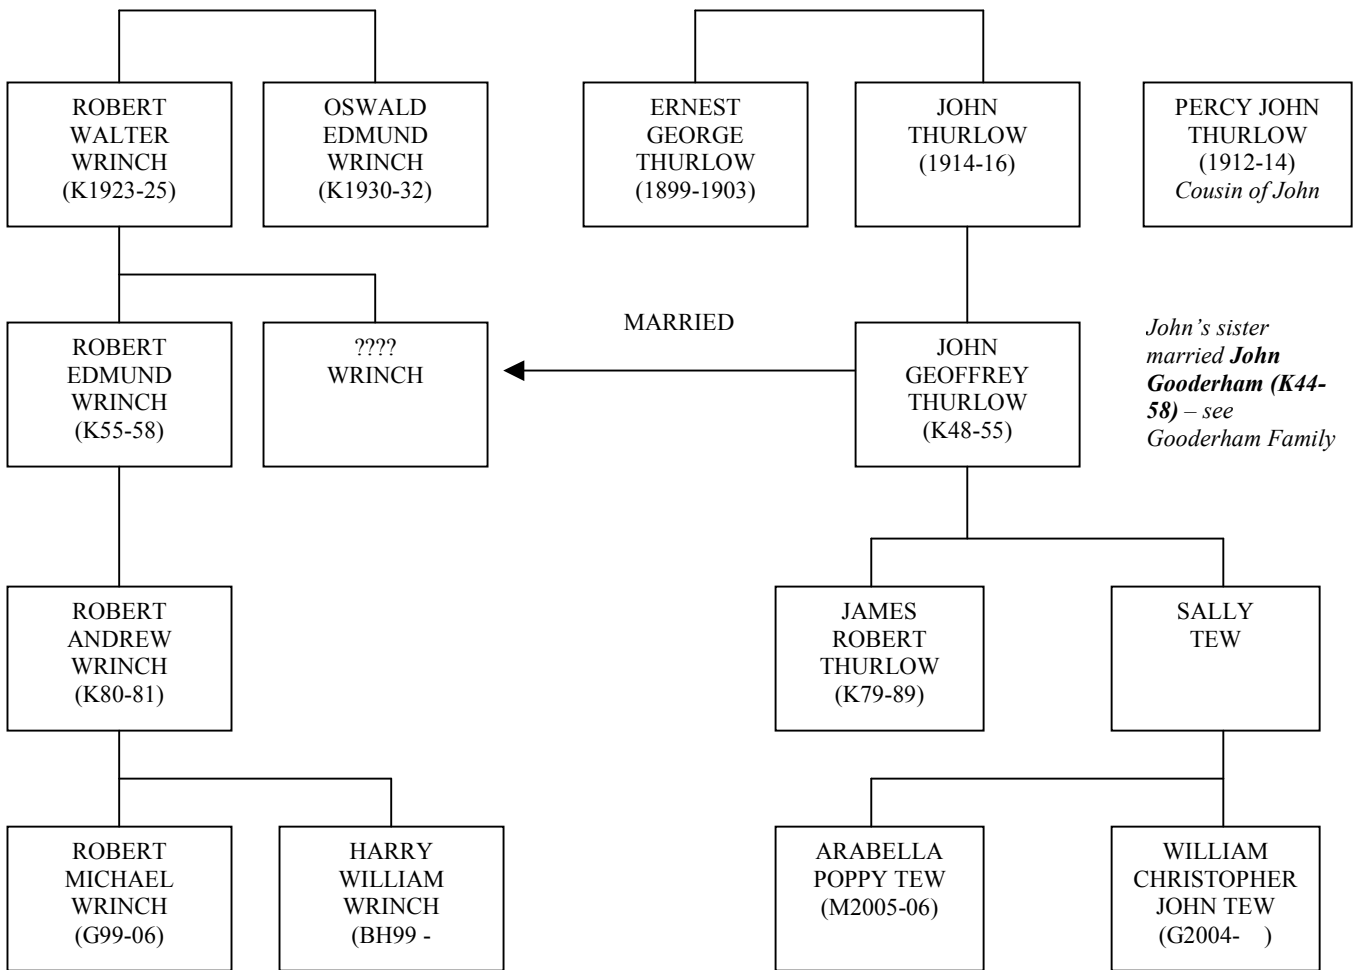 ROBERT
WALTER
WRINCH
(K1923-25)
OSWALD
EDMUND
WRINCH
(K1930-32)
ERNEST
GEORGE
THURLOW
(1899-1903)
JOHN
THURLOW
(1914-16)
PERCY JOHN
THURLOW
(1912-14)
Cousin of John
ROBERT
EDMUND
WRINCH
(K55-58)
????
WRINCH
MARRIED
JOHN
GEOFFREY
THURLOW
(K48-55)
John’s sister
married John
Gooderham (K44-
58) – see
Gooderham Family
ROBERT
ANDREW
WRINCH
(K80-81)
JAMES
ROBERT
THURLOW
(K79-89)
SALLY
TEW
ROBERT
MICHAEL
WRINCH
(G99-06)
HARRY
WILLIAM
WRINCH
(BH99 -
ARABELLA
POPPY TEW
(M2005-06)
WILLIAM
CHRISTOPHER
JOHN TEW
(G2004- )